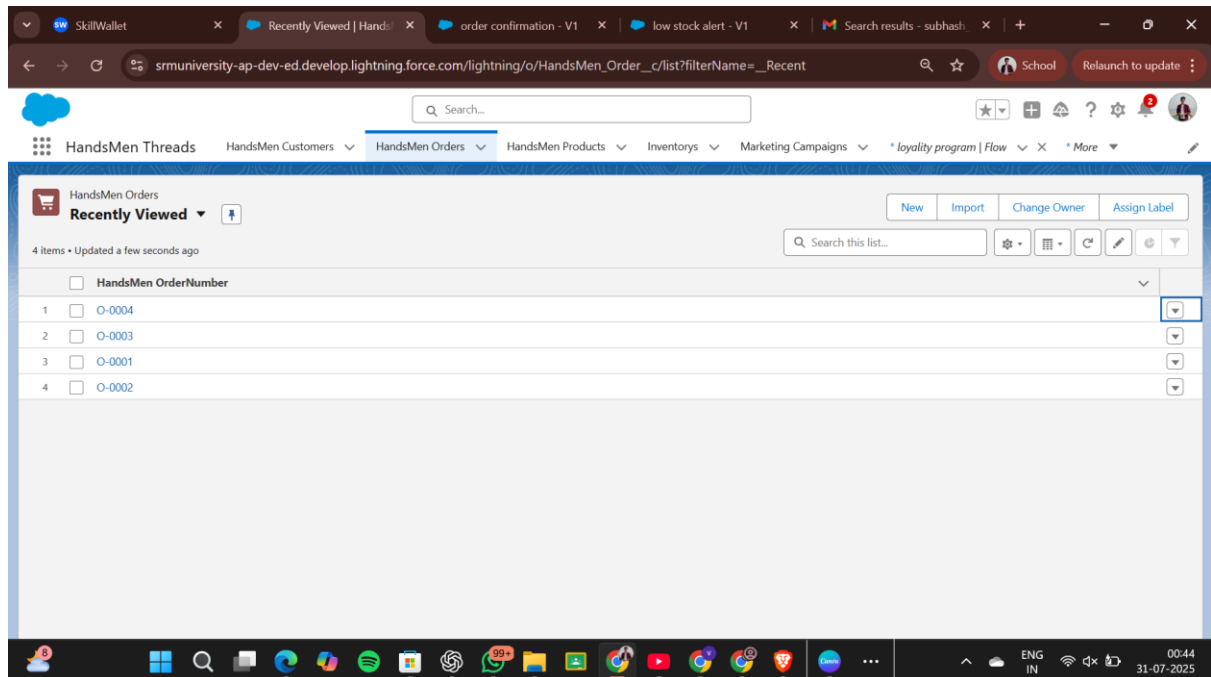 SkillWallet
Recently Viewed | Hands
order confirmation - V1
low stock alert - V1
Search results - subhash_
srmuniversity-ap-dev-ed.develop.lightning.force.com/lightning/o/HandsMen_Order__c/list?filterName=__Recent
School
Relaunch to update
Search...
2
HandsMen Threads
HandsMen Customers
HandsMen Orders
HandsMen Products
Inventorys
Marketing Campaigns
* loyality program | Flow
* More
HandsMen Orders
Recently Viewed
New
Import
Change Owner
Assign Label
4 items • Updated a few seconds ago
Search this list...
HandsMen OrderNumber
1 O-0004
2 O-0003
3 O-0001
4 O-0002
8
99+
Canva
ENG
IN
00:44
31-07-2025